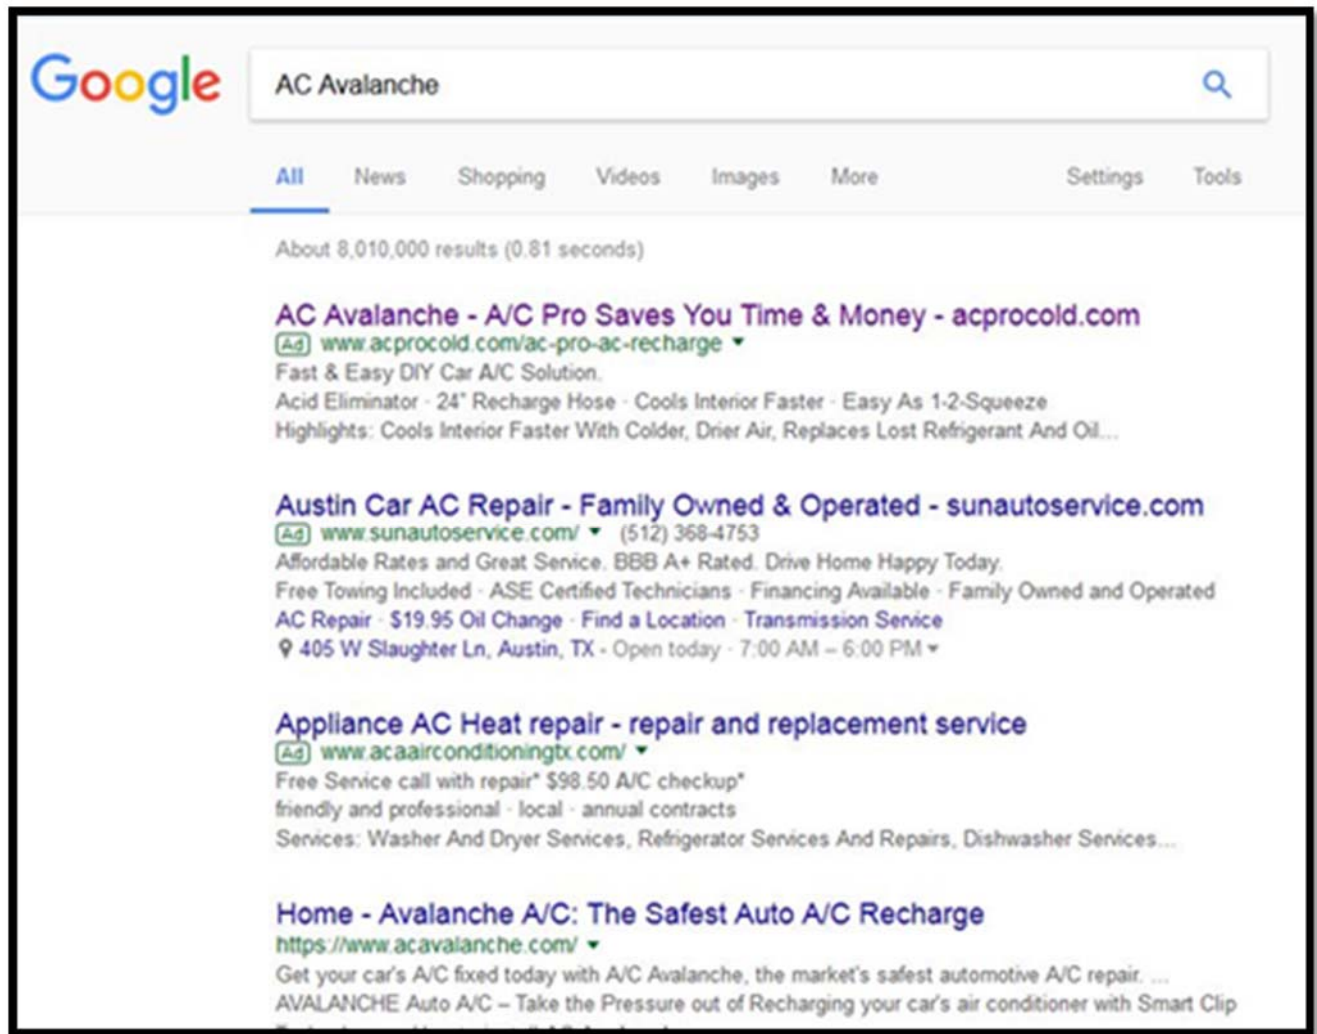 Google
AC Avalanche
All News Shopping Videos Images More Settings Tools
About 8,010,000 results (0.81 seconds)
AC Avalanche - A/C Pro Saves You Time & Money - acprocold.com
Ad www.acprocold.com/ac-pro-ac-recharge
Fast & Easy DIY Car A/C Solution.
Acid Eliminator · 24" Recharge Hose · Cools Interior Faster · Easy As 1-2-Squeeze
Highlights: Cools Interior Faster With Colder, Drier Air, Replaces Lost Refrigerant And Oil...
Austin Car AC Repair - Family Owned & Operated - sunautoservice.com
Ad www.sunautoservice.com/ (512) 368-4753
Affordable Rates and Great Service. BBB A+ Rated. Drive Home Happy Today.
Free Towing Included · ASE Certified Technicians · Financing Available · Family Owned and Operated
AC Repair · $19.95 Oil Change · Find a Location · Transmission Service
405 W Slaughter Ln, Austin, TX - Open today · 7:00 AM – 6:00 PM
Appliance AC Heat repair - repair and replacement service
Ad www.acaairconditioningtx.com/
Free Service call with repair* $98.50 A/C checkup*
friendly and professional · local · annual contracts
Services: Washer And Dryer Services, Refrigerator Services And Repairs, Dishwasher Services...
Home - Avalanche A/C: The Safest Auto A/C Recharge
https://www.acavalanche.com/
Get your car's A/C fixed today with A/C Avalanche, the market's safest automotive A/C repair. ...
AVALANCHE Auto A/C – Take the Pressure out of Recharging your car's air conditioner with Smart Clip